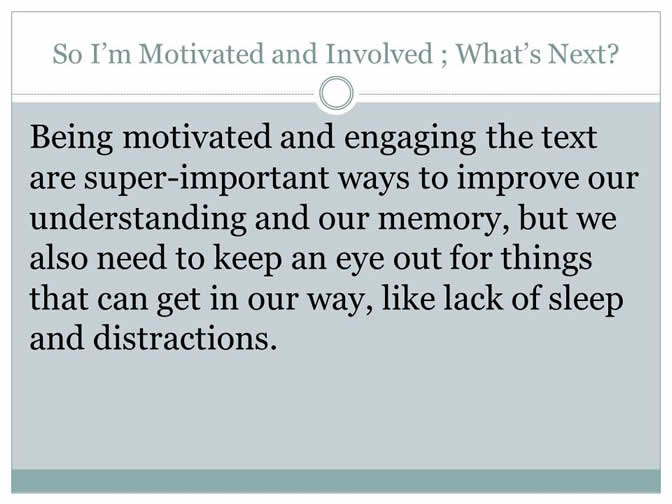 So I’m Motivated and Involved ; What’s Next?
Being motivated and engaging the text
are super-important ways to improve our
understanding and our memory, but we
also need to keep an eye out for things
that can get in our way, like lack of sleep
and distractions.